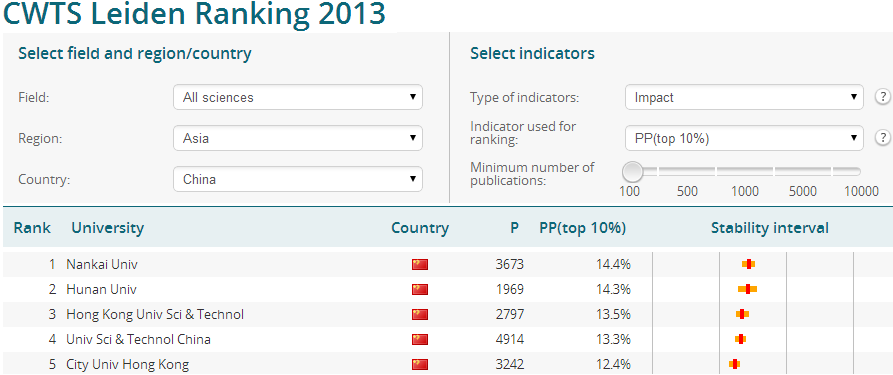 CWTS Leiden Ranking 2013
Select field and region/country
Field:
All sciences
Region:
Asia
Country:
China
Select indicators
Type of indicators:
Impact
?
Indicator used for
ranking:
PP(top 10%)
?
Minimum number of
publications:
100 500 1000 5000 10000
Rank University Country P PP(top 10%) Stability interval
1 Nankai Univ 3673 14.4%
2 Hunan Univ 1969 14.3%
3 Hong Kong Univ Sci & Technol 2797 13.5%
4 Univ Sci & Technol China 4914 13.3%
5 City Univ Hong Kong 3242 12.4%